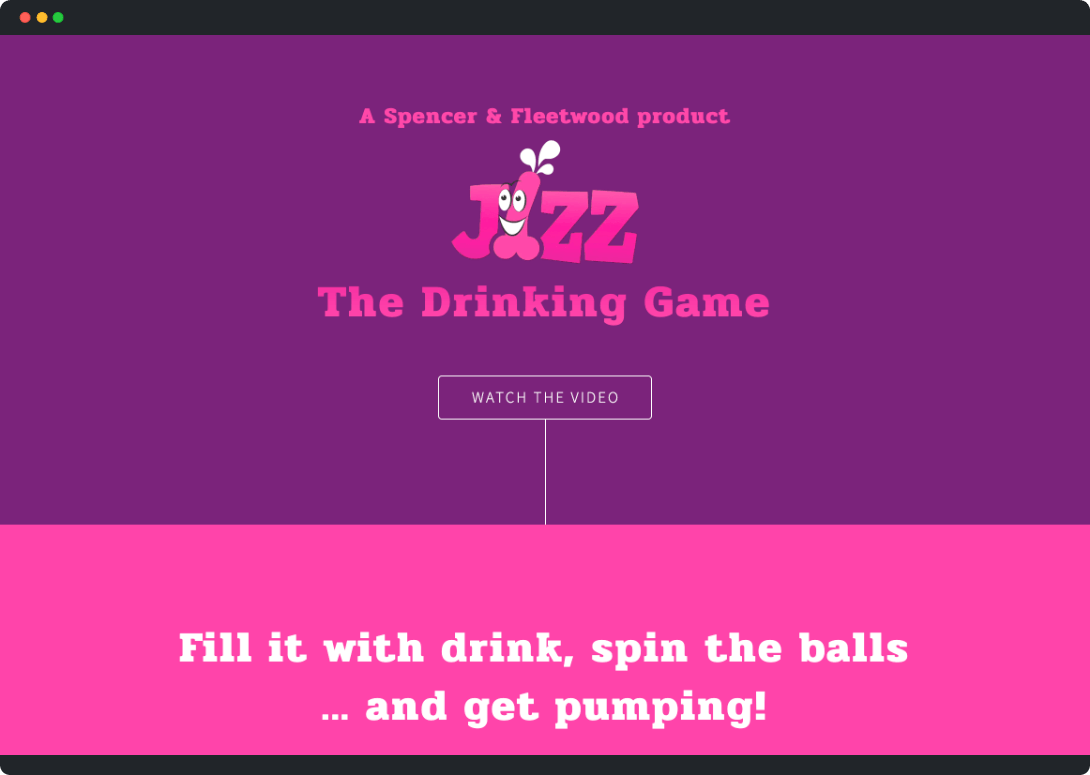 A Spencer & Fleetwood product
JIZZ
The Drinking Game
WATCH THE VIDEO
Fill it with drink, spin the balls
... and get pumping!